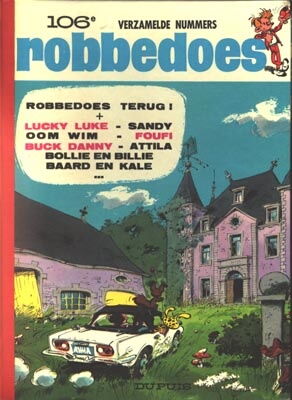 106e VERZAMELDE NUMMERS
robbedoes
ROBBEDOES TERUG!
+
LUCKY LUKE - SANDY
OOM WIM - FOUFI
BUCK DANNY - ATTILA
BOLLIE EN BILLIE
BAARD EN KALE
...
DUPUIS